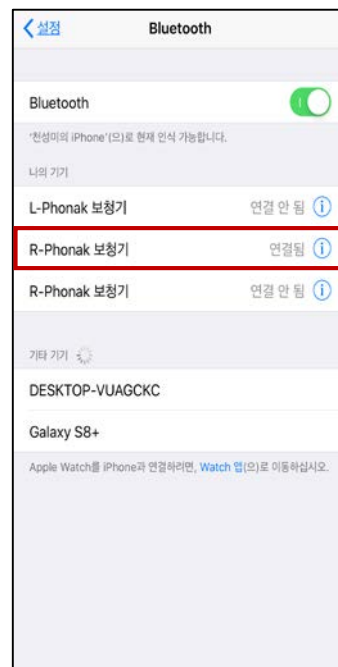 설정
Bluetooth
Bluetooth
'천성미의 iPhone'(으)로 현재 인식 가능합니다.
나의 기기
L-Phonak 보청기 연결 안 됨
R-Phonak 보청기 연결됨
R-Phonak 보청기 연결 안 됨
기타 기기
DESKTOP-VUAGCKC
Galaxy S8+
Apple Watch를 iPhone과 연결하려면, Watch 앱(으)로 이동하십시오.